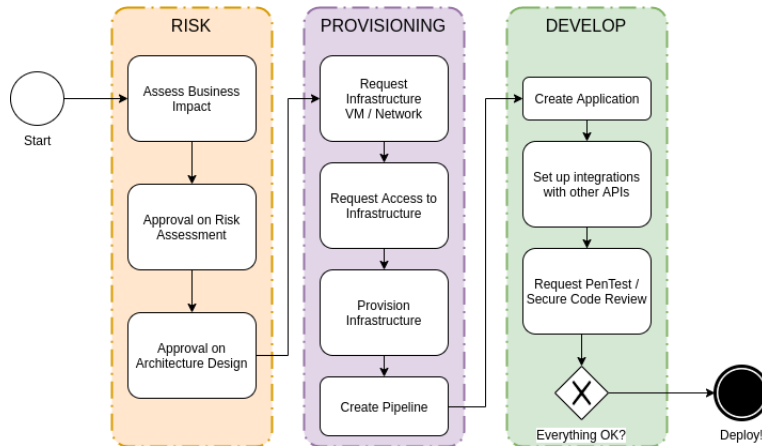 RISK
PROVISIONING
DEVELOP
Start
Assess Business
Impact
Approval on Risk
Assessment
Approval on
Architecture Design
Request
Infrastructure
VM / Network
Request Access to
Infrastructure
Provision
Infrastructure
Create Pipeline
Create Application
Set up integrations
with other APIs
Request PenTest /
Secure Code Review
Everything OK?
Deploy!